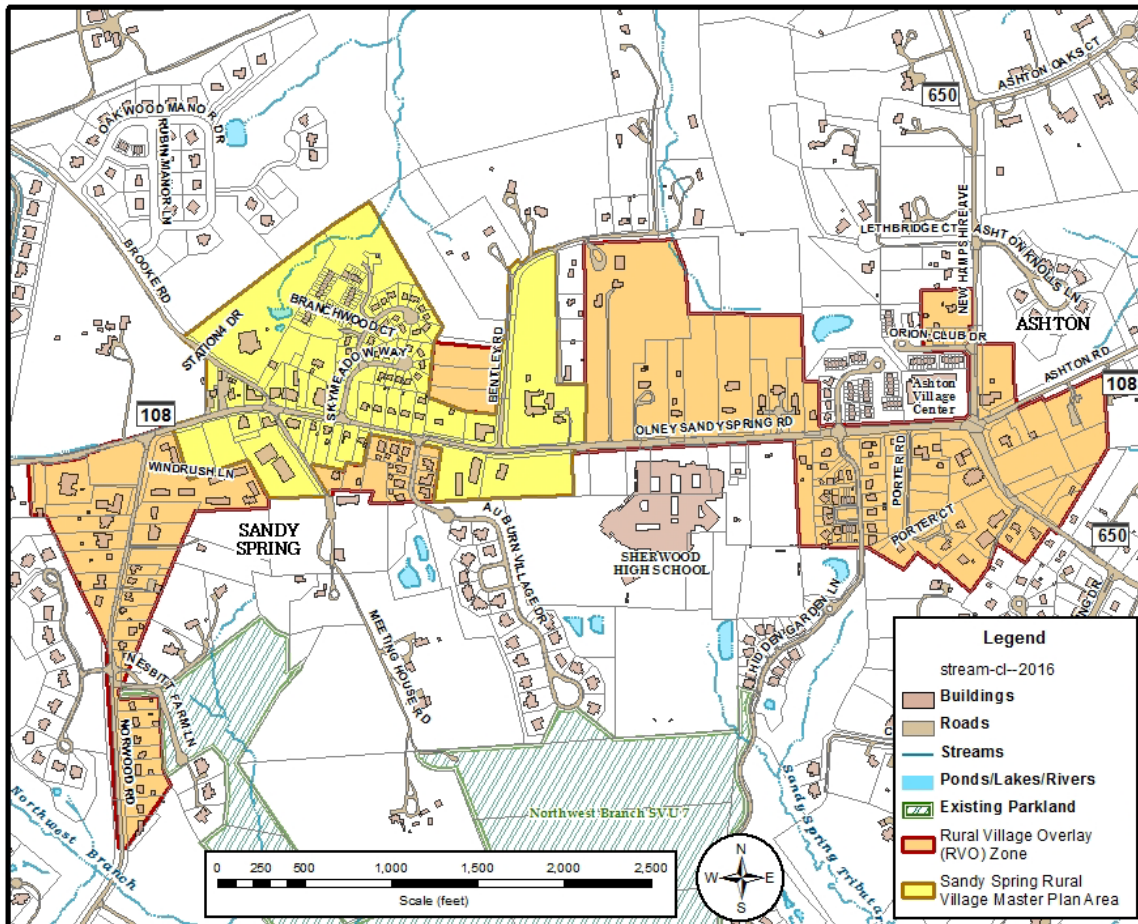 ASHTON OAKS CT
650
OAKWOOD MANOR DR
RUBIN MANOR LN
NEW HAMPSHIRE AVE
LETHBRIDGE CT
ASHTON KNOLLS LN
BROOKE RD
BRANCHWOOD CT
STATION 4 DR
ASHTON
ORION CLUB DR
SKYMEADOW WAY
BENTLEY RD
ASHTON RD
108
Ashton
Village
Center
108
OLNEY SANDY SPRING RD
WINDRUSH LN
PORTER RD
PORTER CT
SANDY
SPRING
AUBURN VILLAGE DR
SHERWOOD
HIGH SCHOOL
650
HIDDEN GARDEN LN
MEETING HOUSE RD
NESBITT FARM LN
NORWOOD RD
Northwest Branch
Northwest Branch SVU 7
Sandy Spring
N
W E
S
0 250 500 1,000 1,500 2,000 2,500
Scale (feet)
Legend
stream-cl--2016
Buildings
Roads
Streams
Ponds/Lakes/Rivers
Existing Parkland
Rural Village Overlay
(RVO) Zone
Sandy Spring Rural
Village Master Plan Area